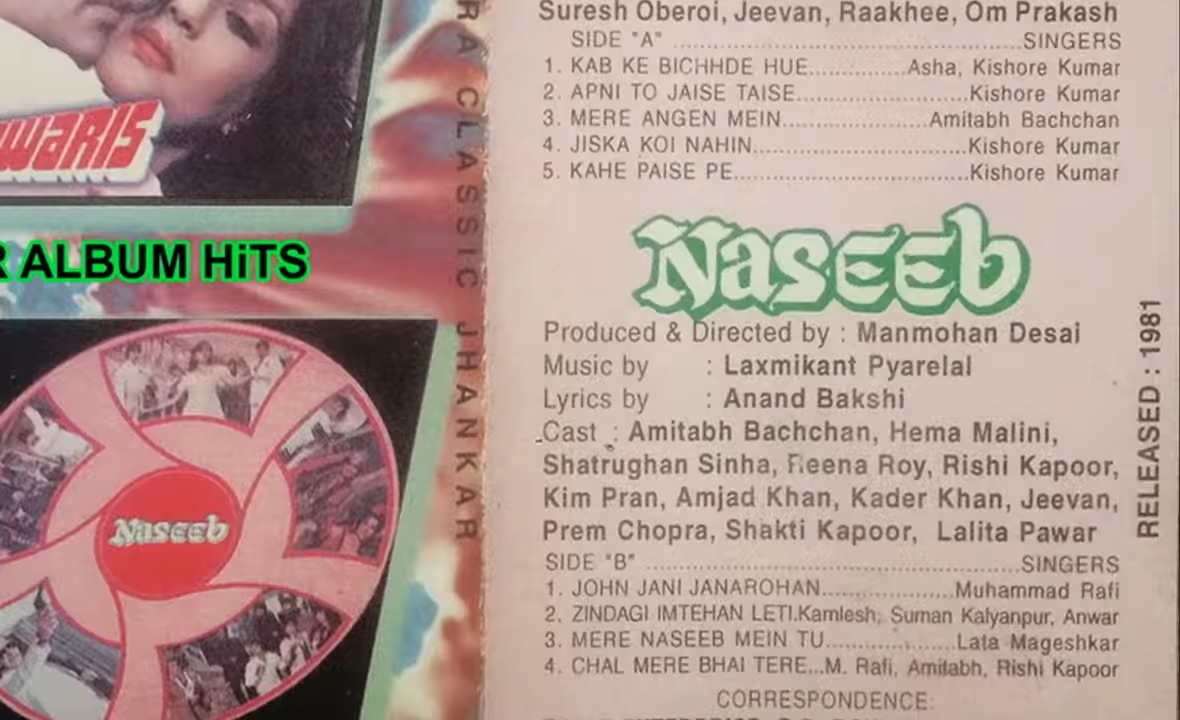 waris
R ALBUM HiTS
Naseeb
RA CLASSIC JHANKAR
Suresh Oberoi, Jeevan, Raakhee, Om Prakash
SIDE "A" ............................................SINGERS
1. KAB KE BICHHDE HUE............Asha, Kishore Kumar
2. APNI TO JAISE TAISE.....................Kishore Kumar
3. MERE ANGEN MEIN..................Amitabh Bachchan
4. JISKA KOI NAHIN..........................Kishore Kumar
5. KAHE PAISE PE............................Kishore Kumar
Naseeb
Produced & Directed by : Manmohan Desai
Music by : Laxmikant Pyarelal
Lyrics by : Anand Bakshi
Cast : Amitabh Bachchan, Hema Malini,
Shatrughan Sinha, Reena Roy, Rishi Kapoor,
Kim Pran, Amjad Khan, Kader Khan, Jeevan,
Prem Chopra, Shakti Kapoor, Lalita Pawar
SIDE "B" ................................................SINGERS
1. JOHN JANI JANAROHAN................Muhammad Rafi
2. ZINDAGI IMTEHAN LETI.Kamlesh, Suman Kalyanpur, Anwar
3. MERE NASEEB MEIN TU................Lata Mageshkar
4. CHAL MERE BHAI TERE...M. Rafi, Amitabh, Rishi Kapoor
CORRESPONDENCE:
RELEASED : 1981